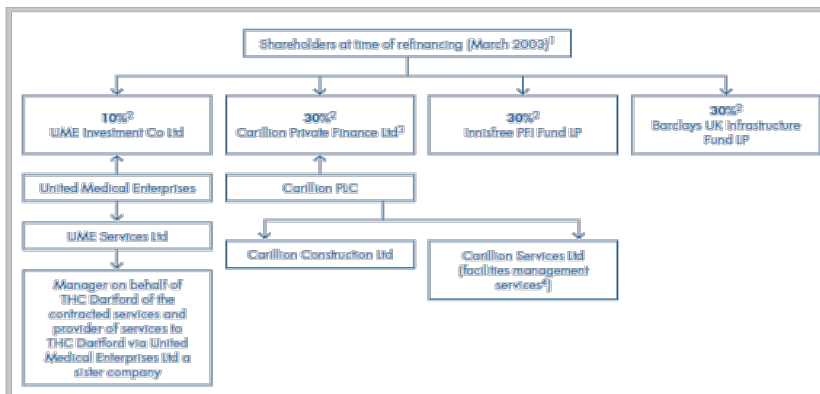 Shareholders at time of refinancing (March 2003)1
10%2
UME Investment Co Ltd
30%2
Carillion Private Finance Ltd3
30%2
Innisfree PFI Fund LP
30%2
Barclays UK Infrastructure
Fund LP
United Medical Enterprises
Carillion PLC
UME Services Ltd
Carillion Construction Ltd
Carillion Services Ltd
(facilities management
services4)
Manager on behalf of
THC Dartford of the
contracted services and
provider of services to
THC Dartford via United
Medical Enterprises Ltd a
sister company